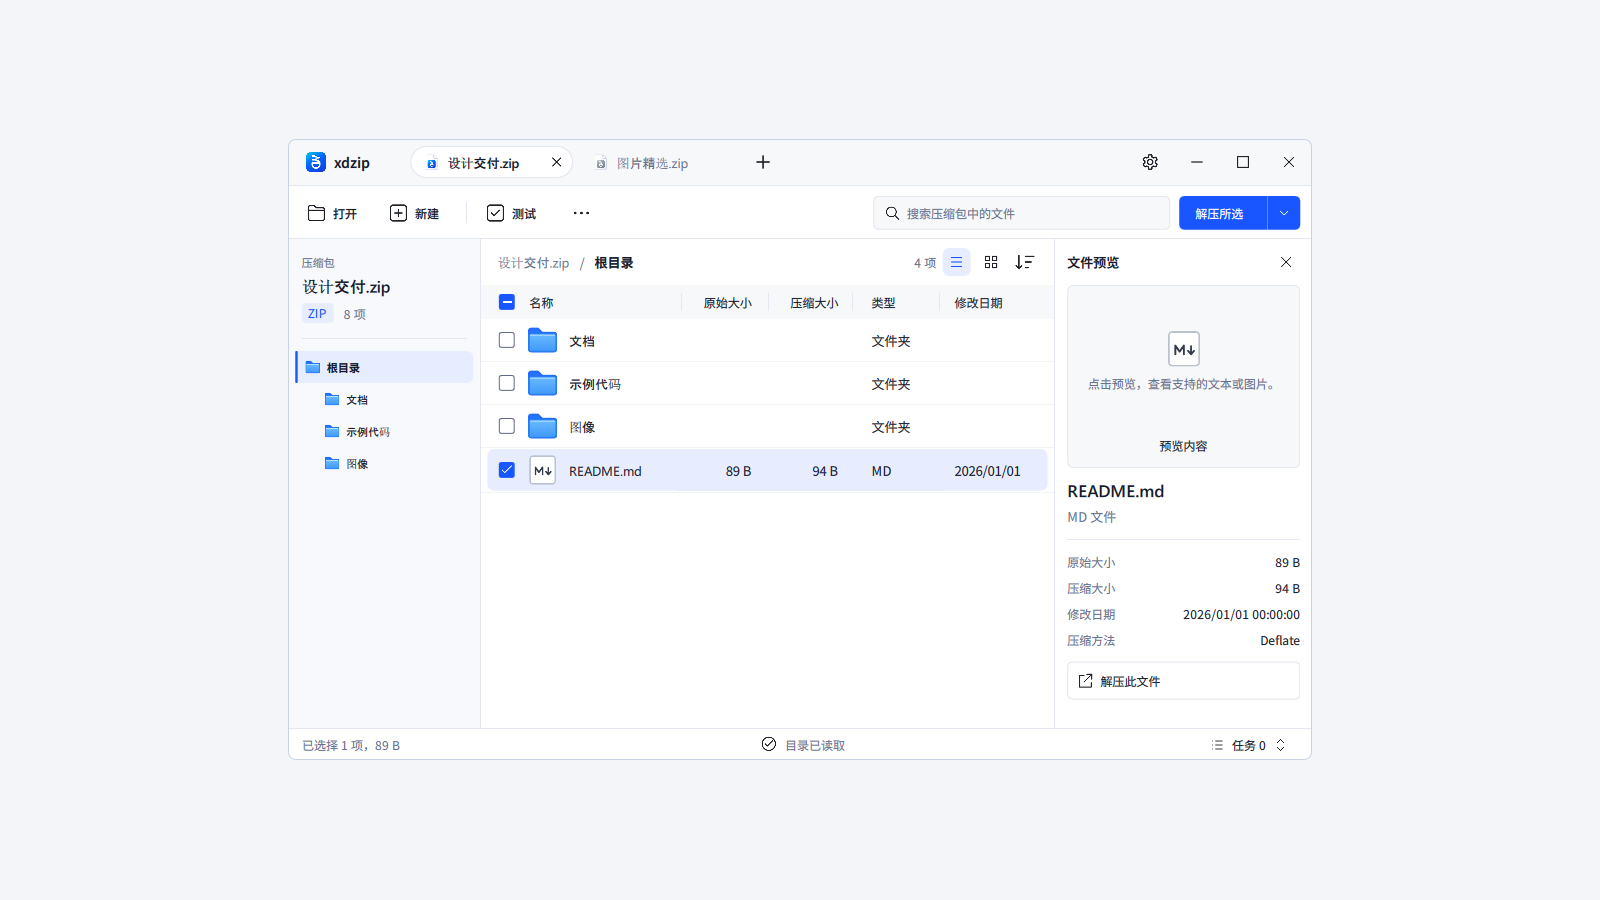 xdzip
设计交付.zip
图片精选.zip
打开
新建
测试
搜索压缩包中的文件
解压所选
压缩包
设计交付.zip
ZIP 8 项
根目录
文档
示例代码
图像
设计交付.zip / 根目录
4 项
名称 原始大小 压缩大小 类型 修改日期
文档 文件夹
示例代码 文件夹
图像 文件夹
README.md 89 B 94 B MD 2026/01/01
文件预览
M↓
点击预览，查看支持的文本或图片。
预览内容
README.md
MD 文件
原始大小 89 B
压缩大小 94 B
修改日期 2026/01/01 00:00:00
压缩方法 Deflate
解压此文件
已选择 1 项，89 B
目录已读取
任务 0